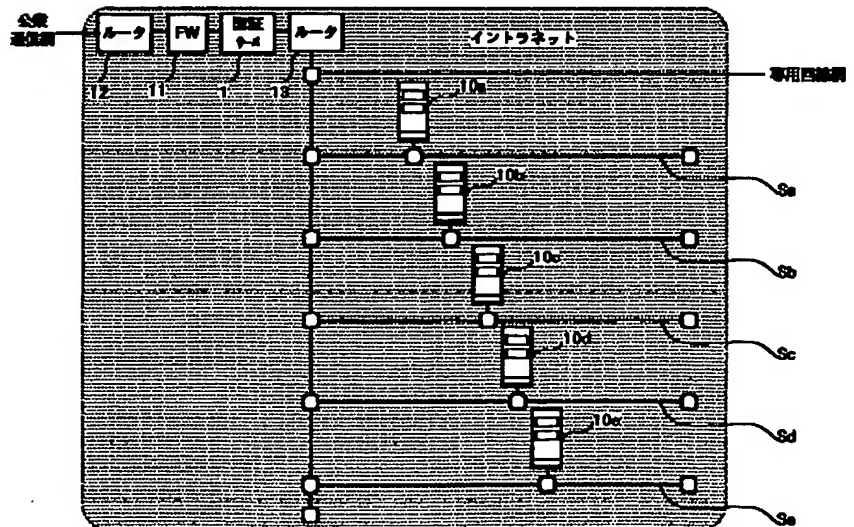 公衆
通信網
ルータ
FW
認証
サーバ
ルータ
イントラネット
12
11
1
13
専用回線網
10a
10b
10c
10d
10e
Sa
Sb
Sc
Sd
Se